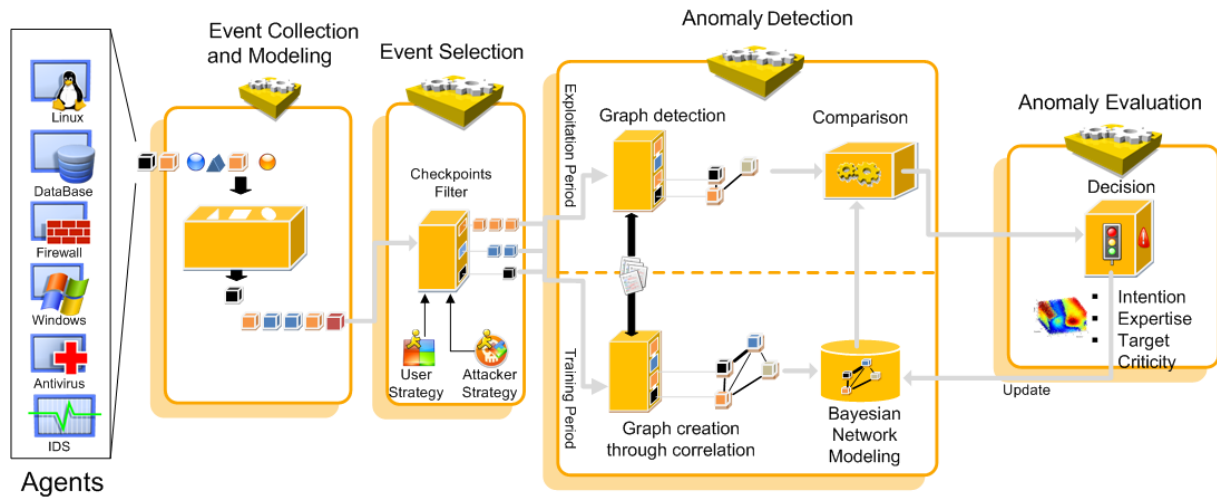 Event Collection
and Modeling
Event Selection
Anomaly Detection
Anomaly Evaluation
Linux
DataBase
Firewall
Windows
Antivirus
IDS
Agents
Checkpoints
Filter
User
Strategy
Attacker
Strategy
Exploitation Period
Training Period
Graph detection
Comparison
Graph creation
through correlation
Bayesian
Network
Modeling
Decision
Intention
Expertise
Target
Criticity
Update